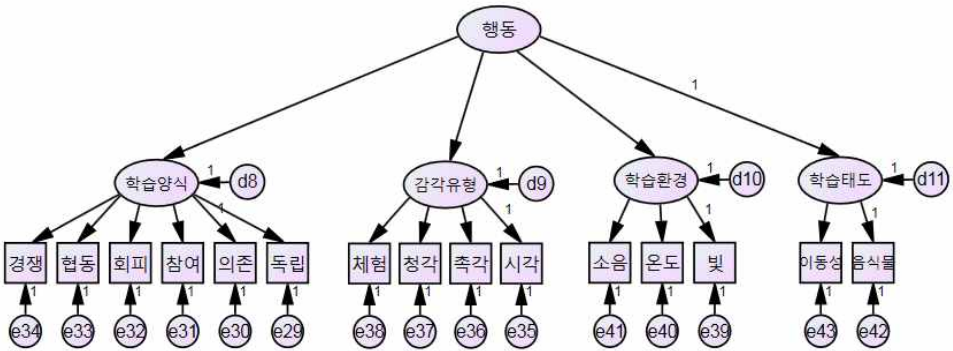 행동
1
학습양식 1 d8
감각유형 1 d9
학습환경 1 d10
학습태도 1 d11
1 1 1 1
경쟁 협동 회피 참여 의존 독립 체험 청각 촉각 시각 소음 온도 빛 이동성 음식물
1 1 1 1 1 1 1 1 1 1 1 1 1 1 1
e34 e33 e32 e31 e30 e29 e38 e37 e36 e35 e41 e40 e39 e43 e42